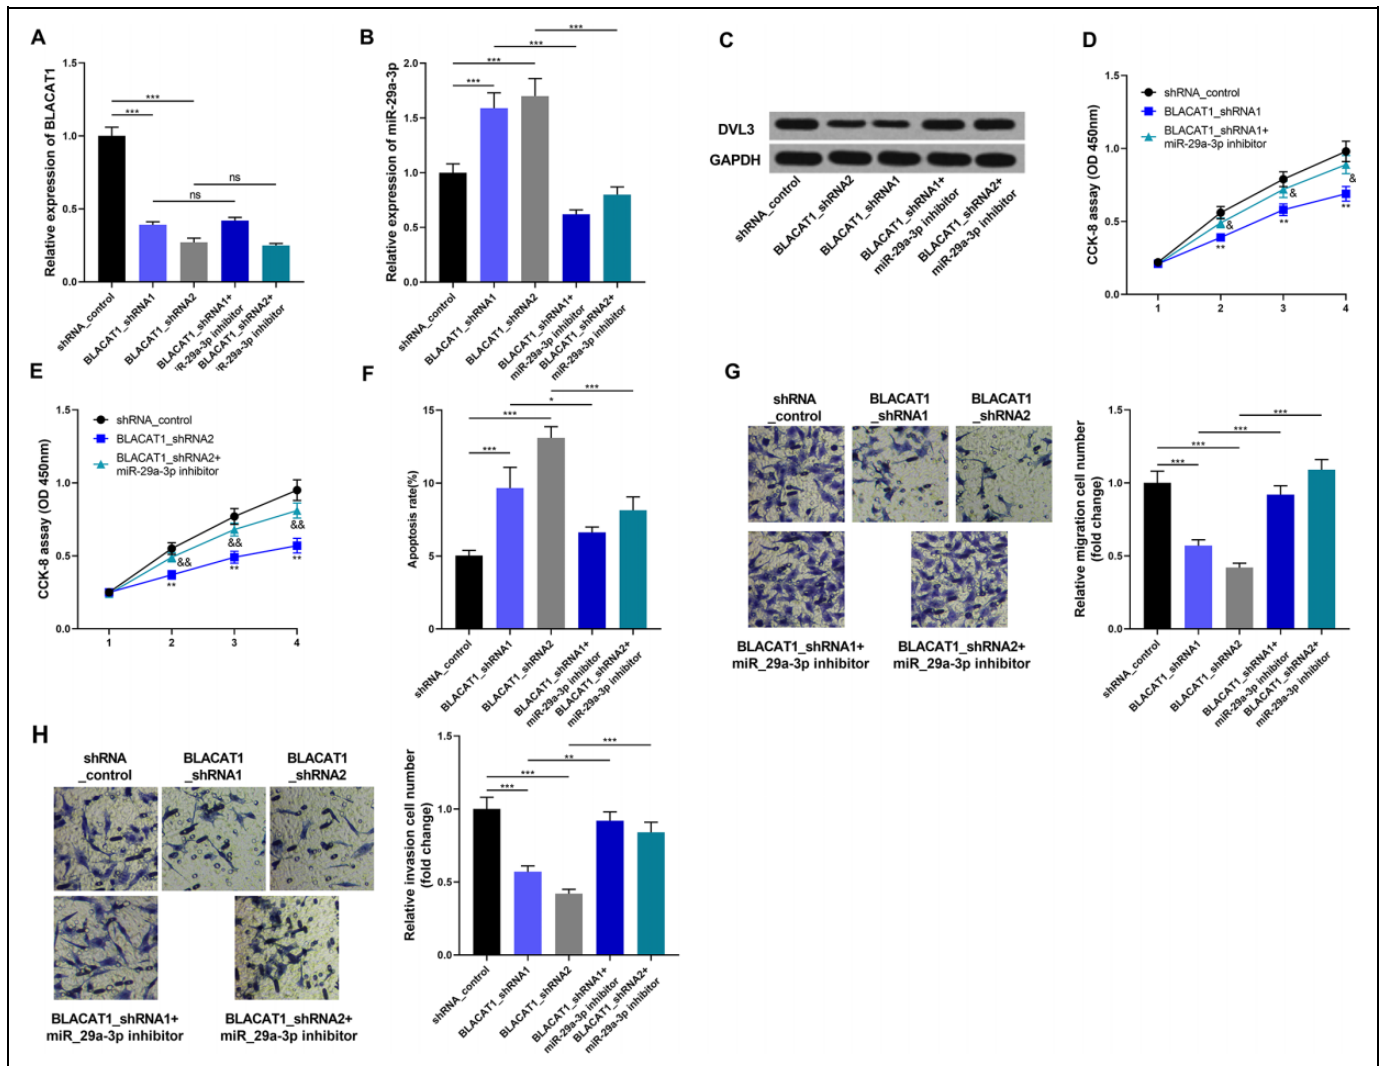 A
Relative expression of BLACAT1
1.5
1.0
0.5
0.0
***
***
ns
ns
shRNA_control
BLACAT1_shRNA1
BLACAT1_shRNA2
BLACAT1_shRNA1+
iR-29a-3p inhibitor
BLACAT1_shRNA2+
iR-29a-3p inhibitor
B
Relative expression of miR-29a-3p
2.0
1.5
1.0
0.5
0.0
***
***
***
***
shRNA_control
BLACAT1_shRNA1
BLACAT1_shRNA2
BLACAT1_shRNA1+
miR-29a-3p inhibitor
BLACAT1_shRNA2+
miR-29a-3p inhibitor
C
DVL3
GAPDH
shRNA_control
BLACAT1_shRNA2
BLACAT1_shRNA1
BLACAT1_shRNA1+
miR-29a-3p inhibitor
BLACAT1_shRNA2+
miR-29a-3p inhibitor
D
CCK-8 assay (OD 450nm)
1.5
1.0
0.5
0.0
shRNA_control
BLACAT1_shRNA1
BLACAT1_shRNA1+
miR-29a-3p inhibitor
&
&
&
**
**
**
1 2 3 4
E
CCK-8 assay (OD 450nm)
1.5
1.0
0.5
0.0
shRNA_control
BLACAT1_shRNA2
BLACAT1_shRNA2+
miR-29a-3p inhibitor
&&
&&
&&
**
**
**
1 2 3 4
F
Apoptosis rate(%)
15
10
5
0
***
*
***
***
shRNA_control
BLACAT1_shRNA1
BLACAT1_shRNA2
BLACAT1_shRNA1+
miR-29a-3p inhibitor
BLACAT1_shRNA2+
miR-29a-3p inhibitor
G
shRNA
_control
BLACAT1
_shRNA1
BLACAT1
_shRNA2
BLACAT1_shRNA1+
miR_29a-3p inhibitor
BLACAT1_shRNA2+
miR_29a-3p inhibitor
Relative migration cell number
(fold change)
1.5
1.0
0.5
0.0
***
***
***
***
shRNA_control
BLACAT1_shRNA1
BLACAT1_shRNA2
BLACAT1_shRNA1+
miR-29a-3p inhibitor
BLACAT1_shRNA2+
miR-29a-3p inhibitor
H
shRNA
_control
BLACAT1
_shRNA1
BLACAT1
_shRNA2
BLACAT1_shRNA1+
miR_29a-3p inhibitor
BLACAT1_shRNA2+
miR_29a-3p inhibitor
Relative invasion cell number
(fold change)
1.5
1.0
0.5
0.0
***
**
***
***
shRNA_control
BLACAT1_shRNA1
BLACAT1_shRNA2
BLACAT1_shRNA1+
miR-29a-3p inhibitor
BLACAT1_shRNA2+
miR-29a-3p inhibitor